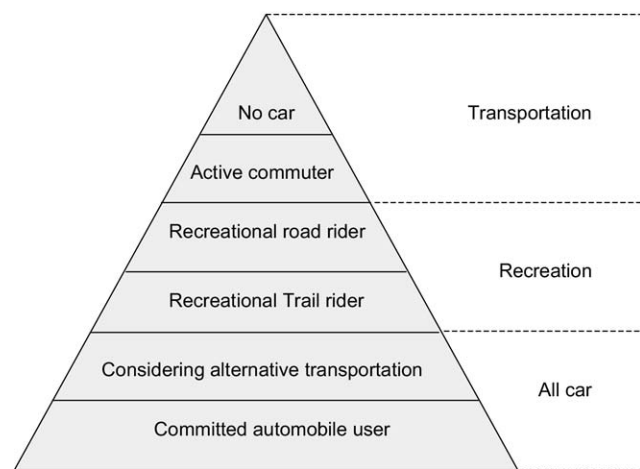 No car
Transportation
Active commuter
Recreational road rider
Recreation
Recreational Trail rider
Considering alternative transportation
All car
Committed automobile user